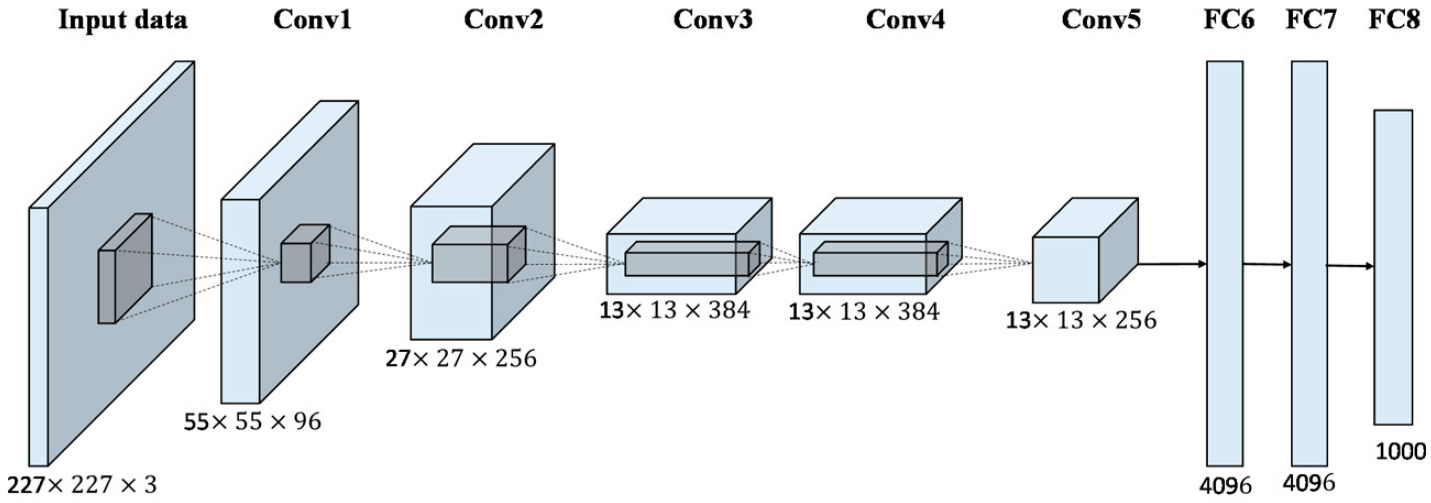 Input data Conv1 Conv2 Conv3 Conv4 Conv5 FC6 FC7 FC8
13× 13 × 384 13× 13 × 384 13× 13 × 256
27× 27 × 256
55× 55 × 96
1000
227× 227 × 3 4096 4096